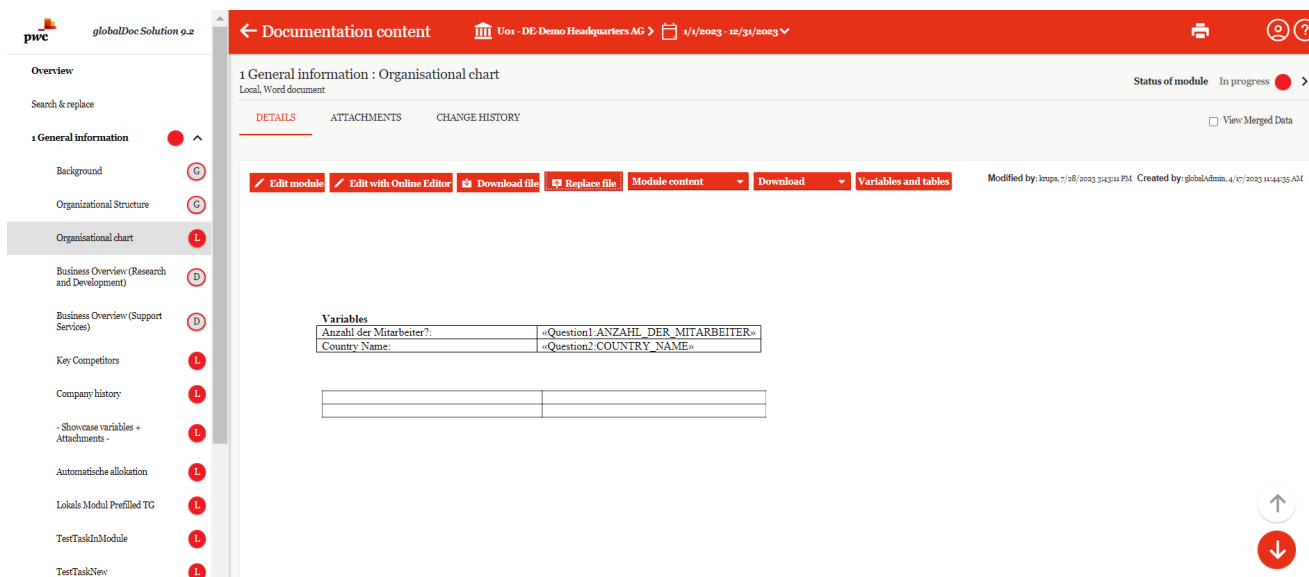 pwc
globalDoc Solution 9.2
Documentation content
U01 - DE-Demo Headquarters AG
1/1/2023 - 12/31/2023
?
Overview
Search & replace
1 General information
Background
G
Organizational Structure
G
Organisational chart
L
Business Overview (Research
and Development)
D
Business Overview (Support
Services)
D
Key Competitors
L
Company history
L
- Showcase variables +
Attachments -
L
Automatische allokation
L
Lokals Modul Prefilled TG
L
TestTaskInModule
L
TestTaskNew
L
1 General information : Organisational chart
Local, Word document
Status of module In progress
DETAILS ATTACHMENTS CHANGE HISTORY
View Merged Data
Edit module Edit with Online Editor Download file Replace file Module content Download Variables and tables
Modified by: krupa, 7/28/2023 3:43:11 PM Created by: globalAdmin, 4/17/2023 11:44:35 AM
Variables
Anzahl der Mitarbeiter?: «Question1:ANZAHL_DER_MITARBEITER»
Country Name: «Question2:COUNTRY_NAME»